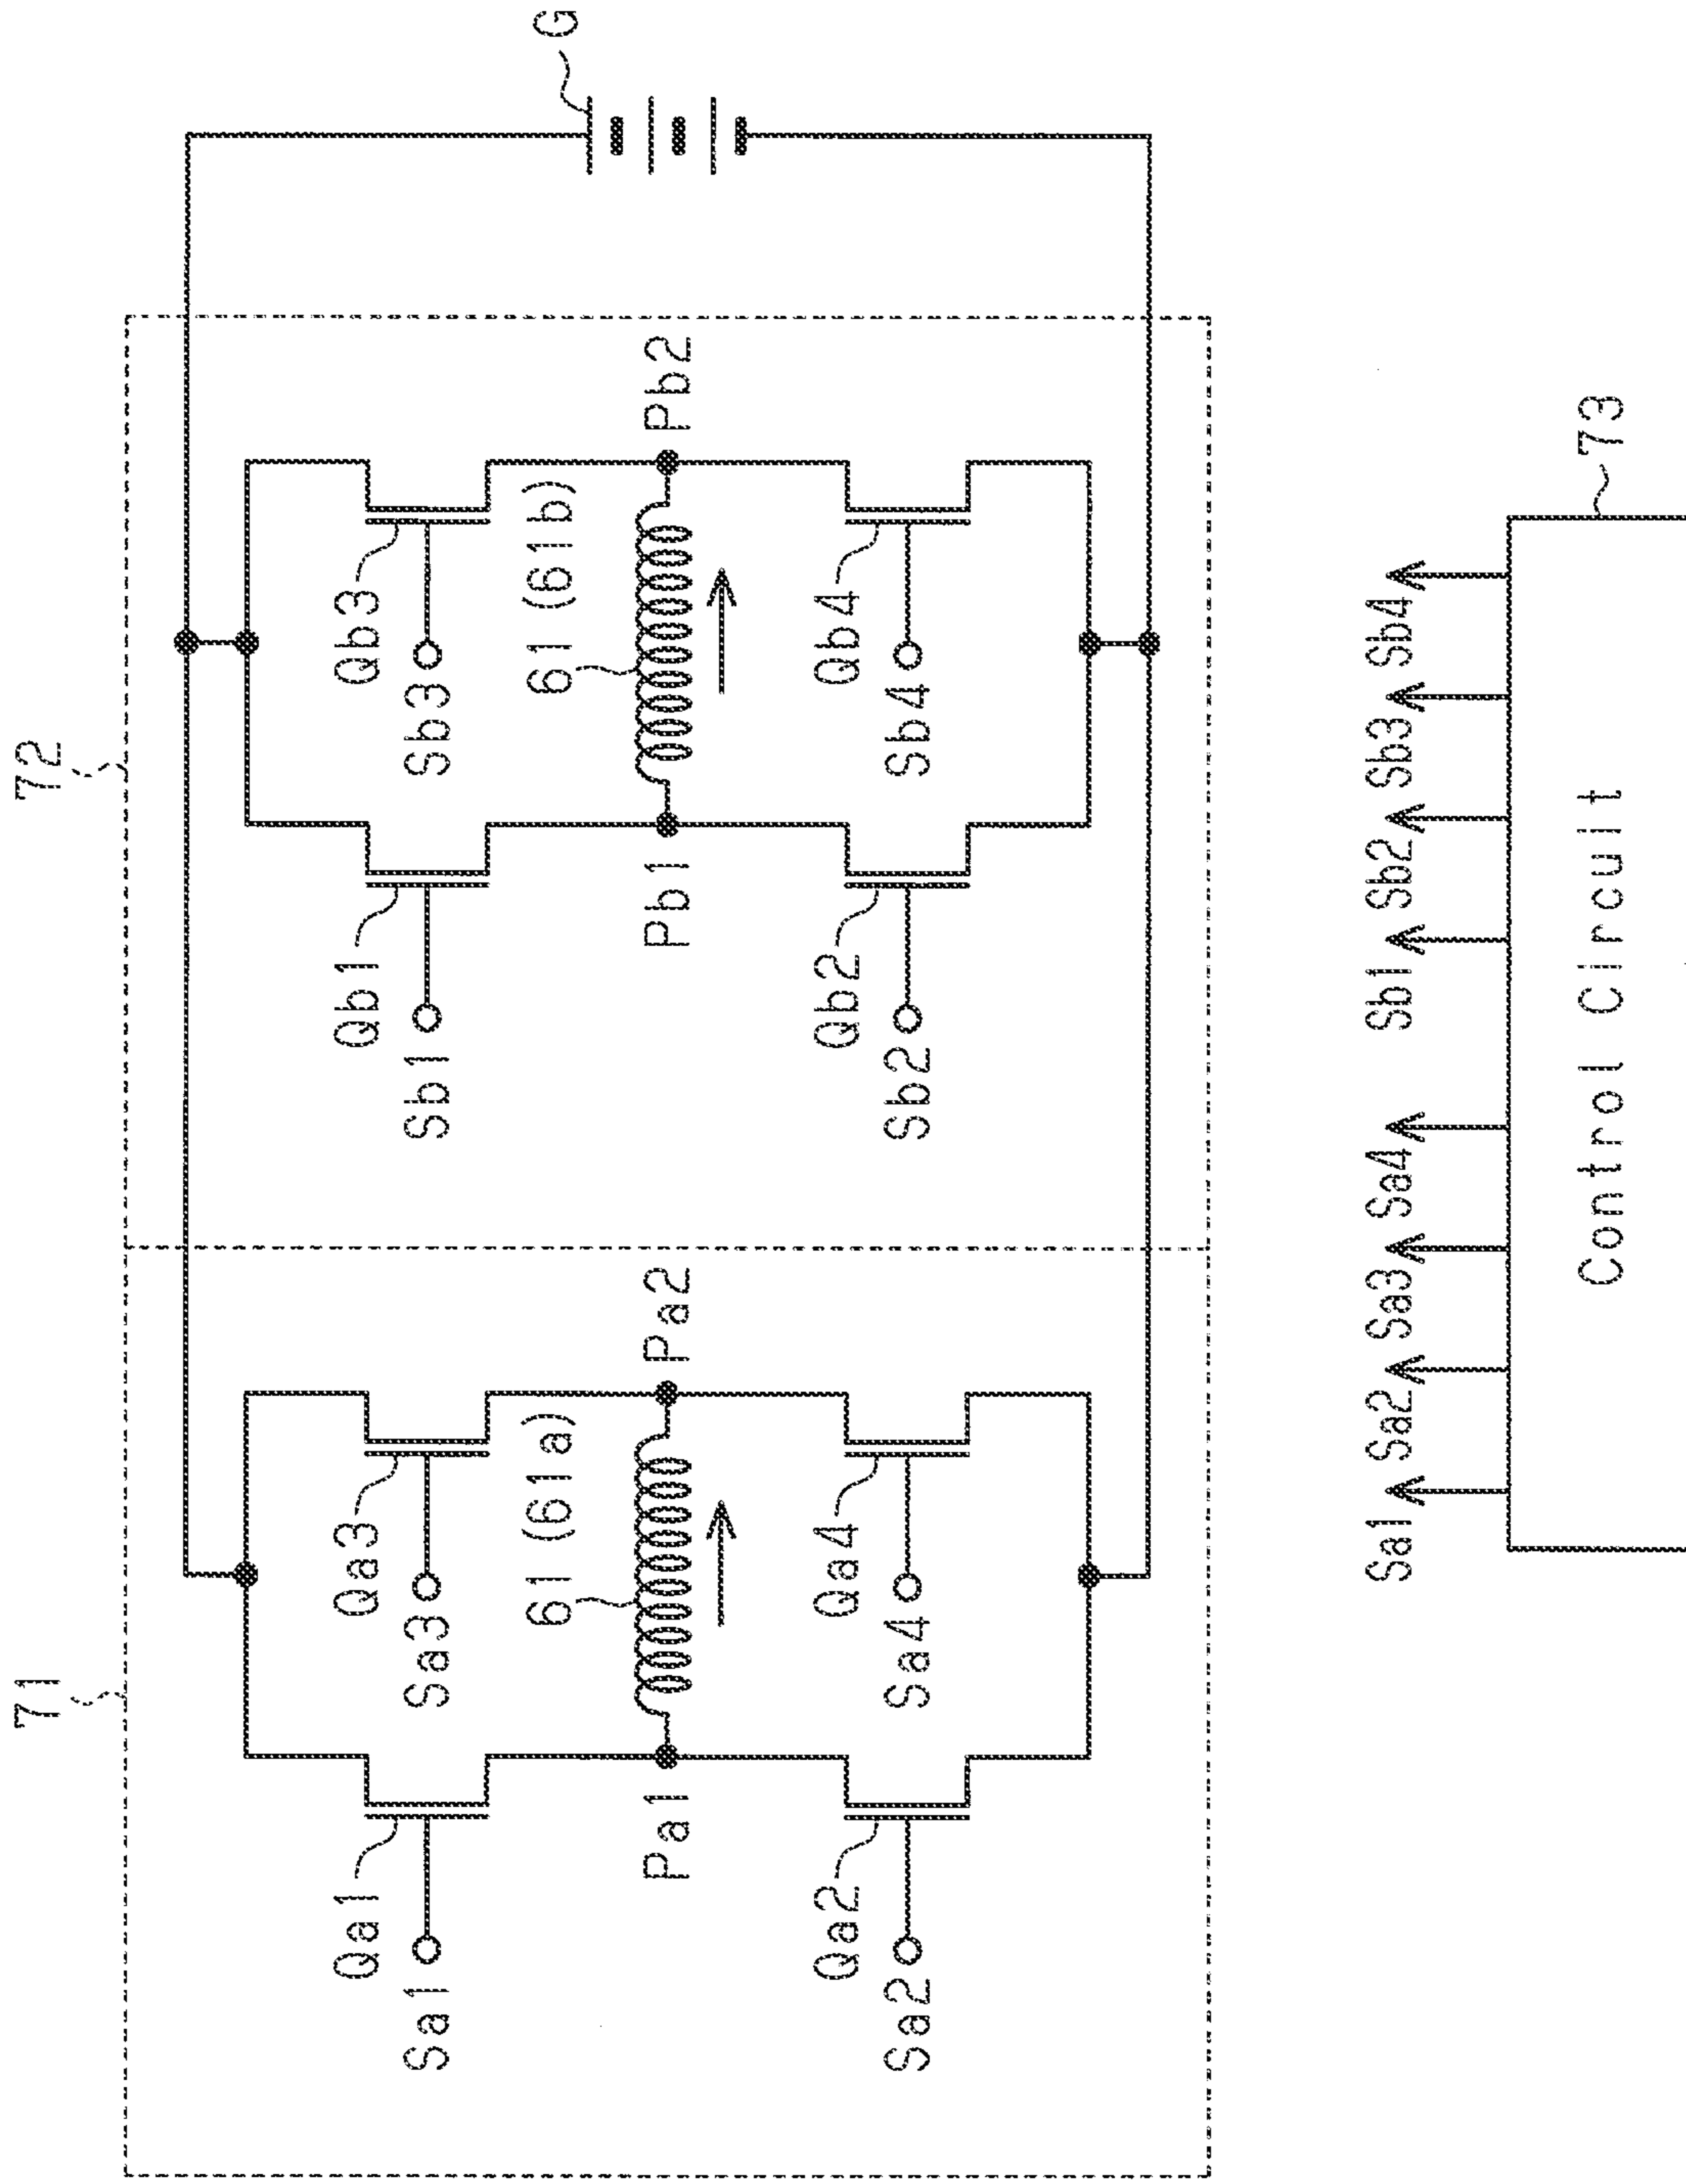 71
72
Qa1
Qa3
Qb1
Qb3
Sa1
Sa3
Sb1
Sb3
61 (61a)
61 (61b)
G
Pa1
Pa2
Pb1
Pb2
Qa2
Qa4
Qb2
Qb4
Sa2
Sa4
Sb2
Sb4
Sa1 Sa2 Sa3 Sa4 Sb1 Sb2 Sb3 Sb4
Control Circuit
73